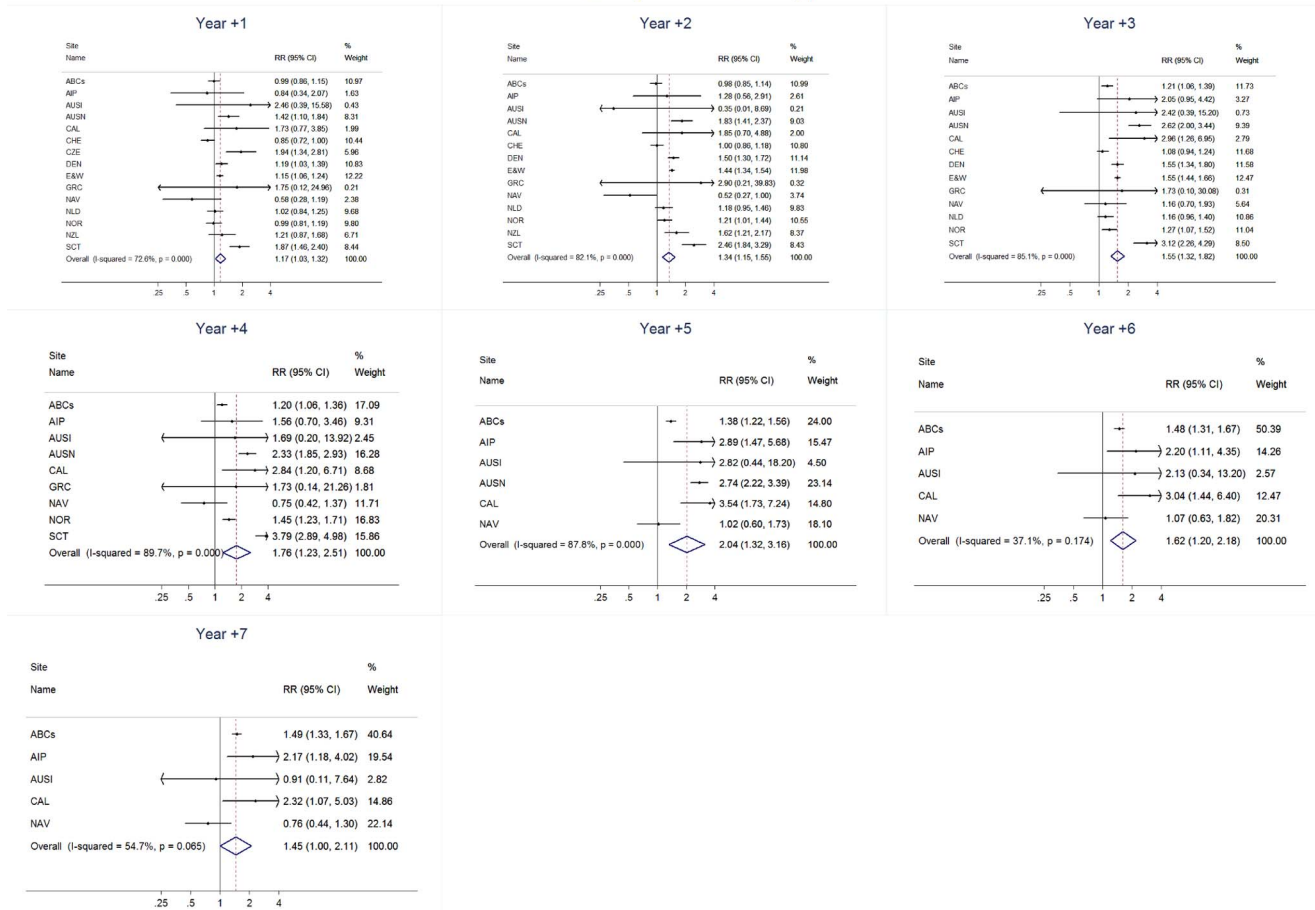 Year +1
Site %
Name RR (95% CI) Weight
ABCs 0.99 (0.86, 1.15) 10.97
AIP 0.84 (0.34, 2.07) 1.63
AUSI 2.46 (0.39, 15.58) 0.43
AUSN 1.42 (1.10, 1.84) 8.31
CAL 1.73 (0.77, 3.85) 1.99
CHE 0.85 (0.72, 1.00) 10.44
CZE 1.94 (1.34, 2.81) 5.96
DEN 1.19 (1.03, 1.39) 10.83
E&W 1.15 (1.06, 1.24) 12.22
GRC 1.75 (0.12, 24.96) 0.21
NAV 0.58 (0.28, 1.19) 2.38
NLD 1.02 (0.84, 1.25) 9.68
NOR 0.99 (0.81, 1.19) 9.80
NZL 1.21 (0.87, 1.68) 6.71
SCT 1.87 (1.46, 2.40) 8.44
Overall (I-squared = 72.6%, p = 0.000) 1.17 (1.03, 1.32) 100.00
.25 .5 1 2 4
Year +2
Site %
Name RR (95% CI) Weight
ABCs 0.98 (0.85, 1.14) 10.99
AIP 1.28 (0.56, 2.91) 2.61
AUSI 0.35 (0.01, 8.69) 0.21
AUSN 1.83 (1.41, 2.37) 9.03
CAL 1.85 (0.70, 4.88) 2.00
CHE 1.00 (0.86, 1.18) 10.80
DEN 1.50 (1.30, 1.72) 11.14
E&W 1.44 (1.34, 1.54) 11.98
GRC 2.90 (0.21, 39.83) 0.32
NAV 0.52 (0.27, 1.00) 3.74
NLD 1.18 (0.95, 1.46) 9.83
NOR 1.21 (1.01, 1.44) 10.55
NZL 1.62 (1.21, 2.17) 8.37
SCT 2.46 (1.84, 3.29) 8.43
Overall (I-squared = 82.1%, p = 0.000) 1.34 (1.15, 1.55) 100.00
.25 .5 1 2 4
Year +3
Site %
Name RR (95% CI) Weight
ABCs 1.21 (1.06, 1.39) 11.73
AIP 2.05 (0.95, 4.42) 3.27
AUSI 2.42 (0.39, 15.20) 0.73
AUSN 2.62 (2.00, 3.44) 9.39
CAL 2.96 (1.26, 6.95) 2.79
CHE 1.08 (0.94, 1.24) 11.68
DEN 1.55 (1.34, 1.80) 11.58
E&W 1.55 (1.44, 1.66) 12.47
GRC 1.73 (0.10, 30.08) 0.31
NAV 1.16 (0.70, 1.93) 5.64
NLD 1.16 (0.96, 1.40) 10.86
NOR 1.27 (1.07, 1.52) 11.04
SCT 3.12 (2.26, 4.29) 8.50
Overall (I-squared = 85.1%, p = 0.000) 1.55 (1.32, 1.82) 100.00
.25 .5 1 2 4
Year +4
Site %
Name RR (95% CI) Weight
ABCs 1.20 (1.06, 1.36) 17.09
AIP 1.56 (0.70, 3.46) 9.31
AUSI 1.69 (0.20, 13.92) 2.45
AUSN 2.33 (1.85, 2.93) 16.28
CAL 2.84 (1.20, 6.71) 8.68
GRC 1.73 (0.14, 21.26) 1.81
NAV 0.75 (0.42, 1.37) 11.71
NOR 1.45 (1.23, 1.71) 16.83
SCT 3.79 (2.89, 4.98) 15.86
Overall (I-squared = 89.7%, p = 0.000) 1.76 (1.23, 2.51) 100.00
.25 .5 1 2 4
Year +5
Site %
Name RR (95% CI) Weight
ABCs 1.38 (1.22, 1.56) 24.00
AIP 2.89 (1.47, 5.68) 15.47
AUSI 2.82 (0.44, 18.20) 4.50
AUSN 2.74 (2.22, 3.39) 23.14
CAL 3.54 (1.73, 7.24) 14.80
NAV 1.02 (0.60, 1.73) 18.10
Overall (I-squared = 87.8%, p = 0.000) 2.04 (1.32, 3.16) 100.00
.25 .5 1 2 4
Year +6
Site %
Name RR (95% CI) Weight
ABCs 1.48 (1.31, 1.67) 50.39
AIP 2.20 (1.11, 4.35) 14.26
AUSI 2.13 (0.34, 13.20) 2.57
CAL 3.04 (1.44, 6.40) 12.47
NAV 1.07 (0.63, 1.82) 20.31
Overall (I-squared = 37.1%, p = 0.174) 1.62 (1.20, 2.18) 100.00
.25 .5 1 2 4
Year +7
Site %
Name RR (95% CI) Weight
ABCs 1.49 (1.33, 1.67) 40.64
AIP 2.17 (1.18, 4.02) 19.54
AUSI 0.91 (0.11, 7.64) 2.82
CAL 2.32 (1.07, 5.03) 14.86
NAV 0.76 (0.44, 1.30) 22.14
Overall (I-squared = 54.7%, p = 0.065) 1.45 (1.00, 2.11) 100.00
.25 .5 1 2 4